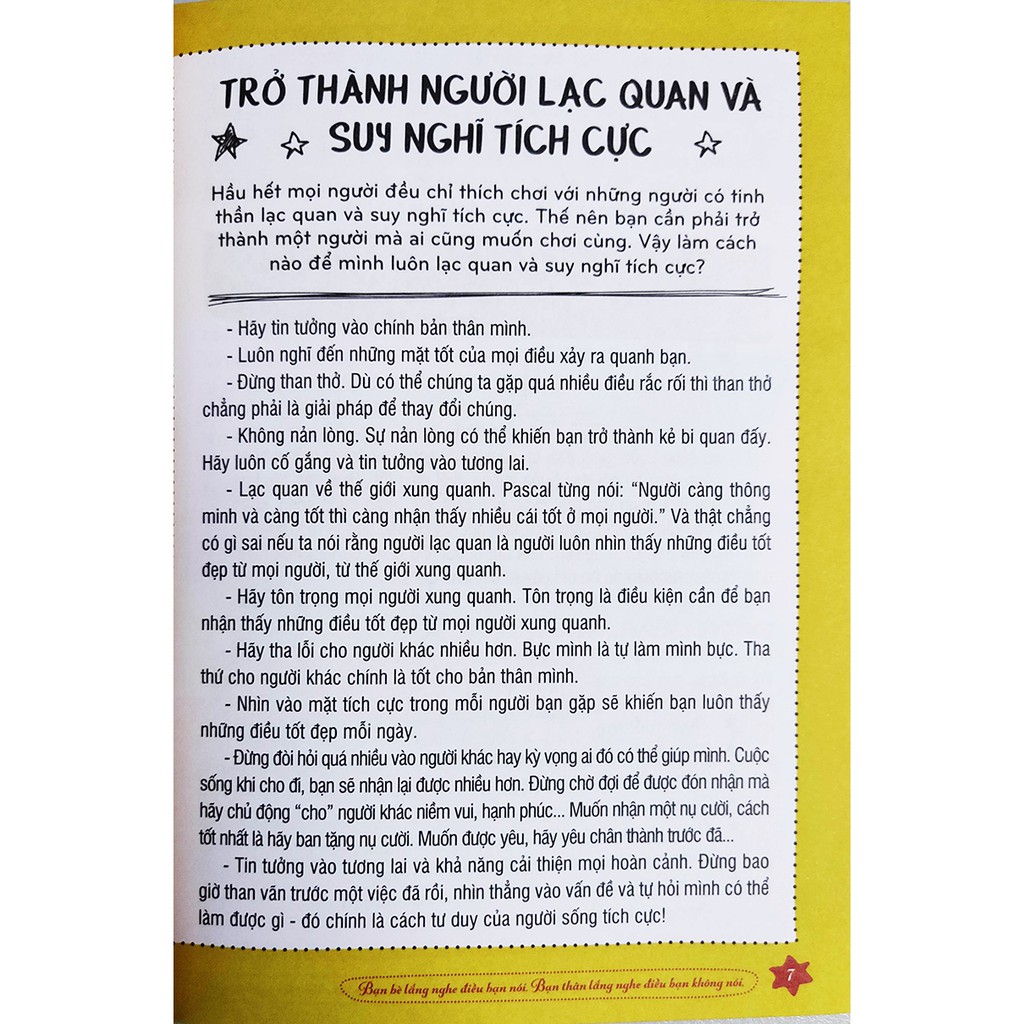 TRỞ THÀNH NGƯỜI LẠC QUAN VÀ
SUY NGHĨ TÍCH CỰC
Hầu hết mọi người đều chỉ thích chơi với những người có tinh
thần lạc quan và suy nghĩ tích cực. Thế nên bạn cần phải trở
thành một người mà ai cũng muốn chơi cùng. Vậy làm cách
nào để mình luôn lạc quan và suy nghĩ tích cực?
- Hãy tin tưởng vào chính bản thân mình.
- Luôn nghĩ đến những mặt tốt của mọi điều xảy ra quanh bạn.
- Đừng than thở. Dù có thể chúng ta gặp quá nhiều điều rắc rối thì than thở
chẳng phải là giải pháp để thay đổi chúng.
- Không nản lòng. Sự nản lòng có thể khiến bạn trở thành kẻ bi quan đấy.
Hãy luôn cố gắng và tin tưởng vào tương lai.
- Lạc quan về thế giới xung quanh. Pascal từng nói: “Người càng thông
minh và càng tốt thì càng nhận thấy nhiều cái tốt ở mọi người.” Và thật chẳng
có gì sai nếu ta nói rằng người lạc quan là người luôn nhìn thấy những điều tốt
đẹp từ mọi người, từ thế giới xung quanh.
- Hãy tôn trọng mọi người xung quanh. Tôn trọng là điều kiện cần để bạn
nhận thấy những điều tốt đẹp từ mọi người xung quanh.
- Hãy tha lỗi cho người khác nhiều hơn. Bực mình là tự làm mình bực. Tha
thứ cho người khác chính là tốt cho bản thân mình.
- Nhìn vào mặt tích cực trong mỗi người bạn gặp sẽ khiến bạn luôn thấy
những điều tốt đẹp mỗi ngày.
- Đừng đòi hỏi quá nhiều vào người khác hay kỳ vọng ai đó có thể giúp mình. Cuộc
sống khi cho đi, bạn sẽ nhận lại được nhiều hơn. Đừng chờ đợi để được đón nhận mà
hãy chủ động “cho” người khác niềm vui, hạnh phúc... Muốn nhận một nụ cười, cách
tốt nhất là hãy ban tặng nụ cười. Muốn được yêu, hãy yêu chân thành trước đã...
- Tin tưởng vào tương lai và khả năng cải thiện mọi hoàn cảnh. Đừng bao
giờ than vãn trước một việc đã rồi, nhìn thẳng vào vấn đề và tự hỏi mình có thể
làm được gì - đó chính là cách tư duy của người sống tích cực!
Bạn bè lắng nghe điều bạn nói. Bạn thân lắng nghe điều bạn không nói.
7